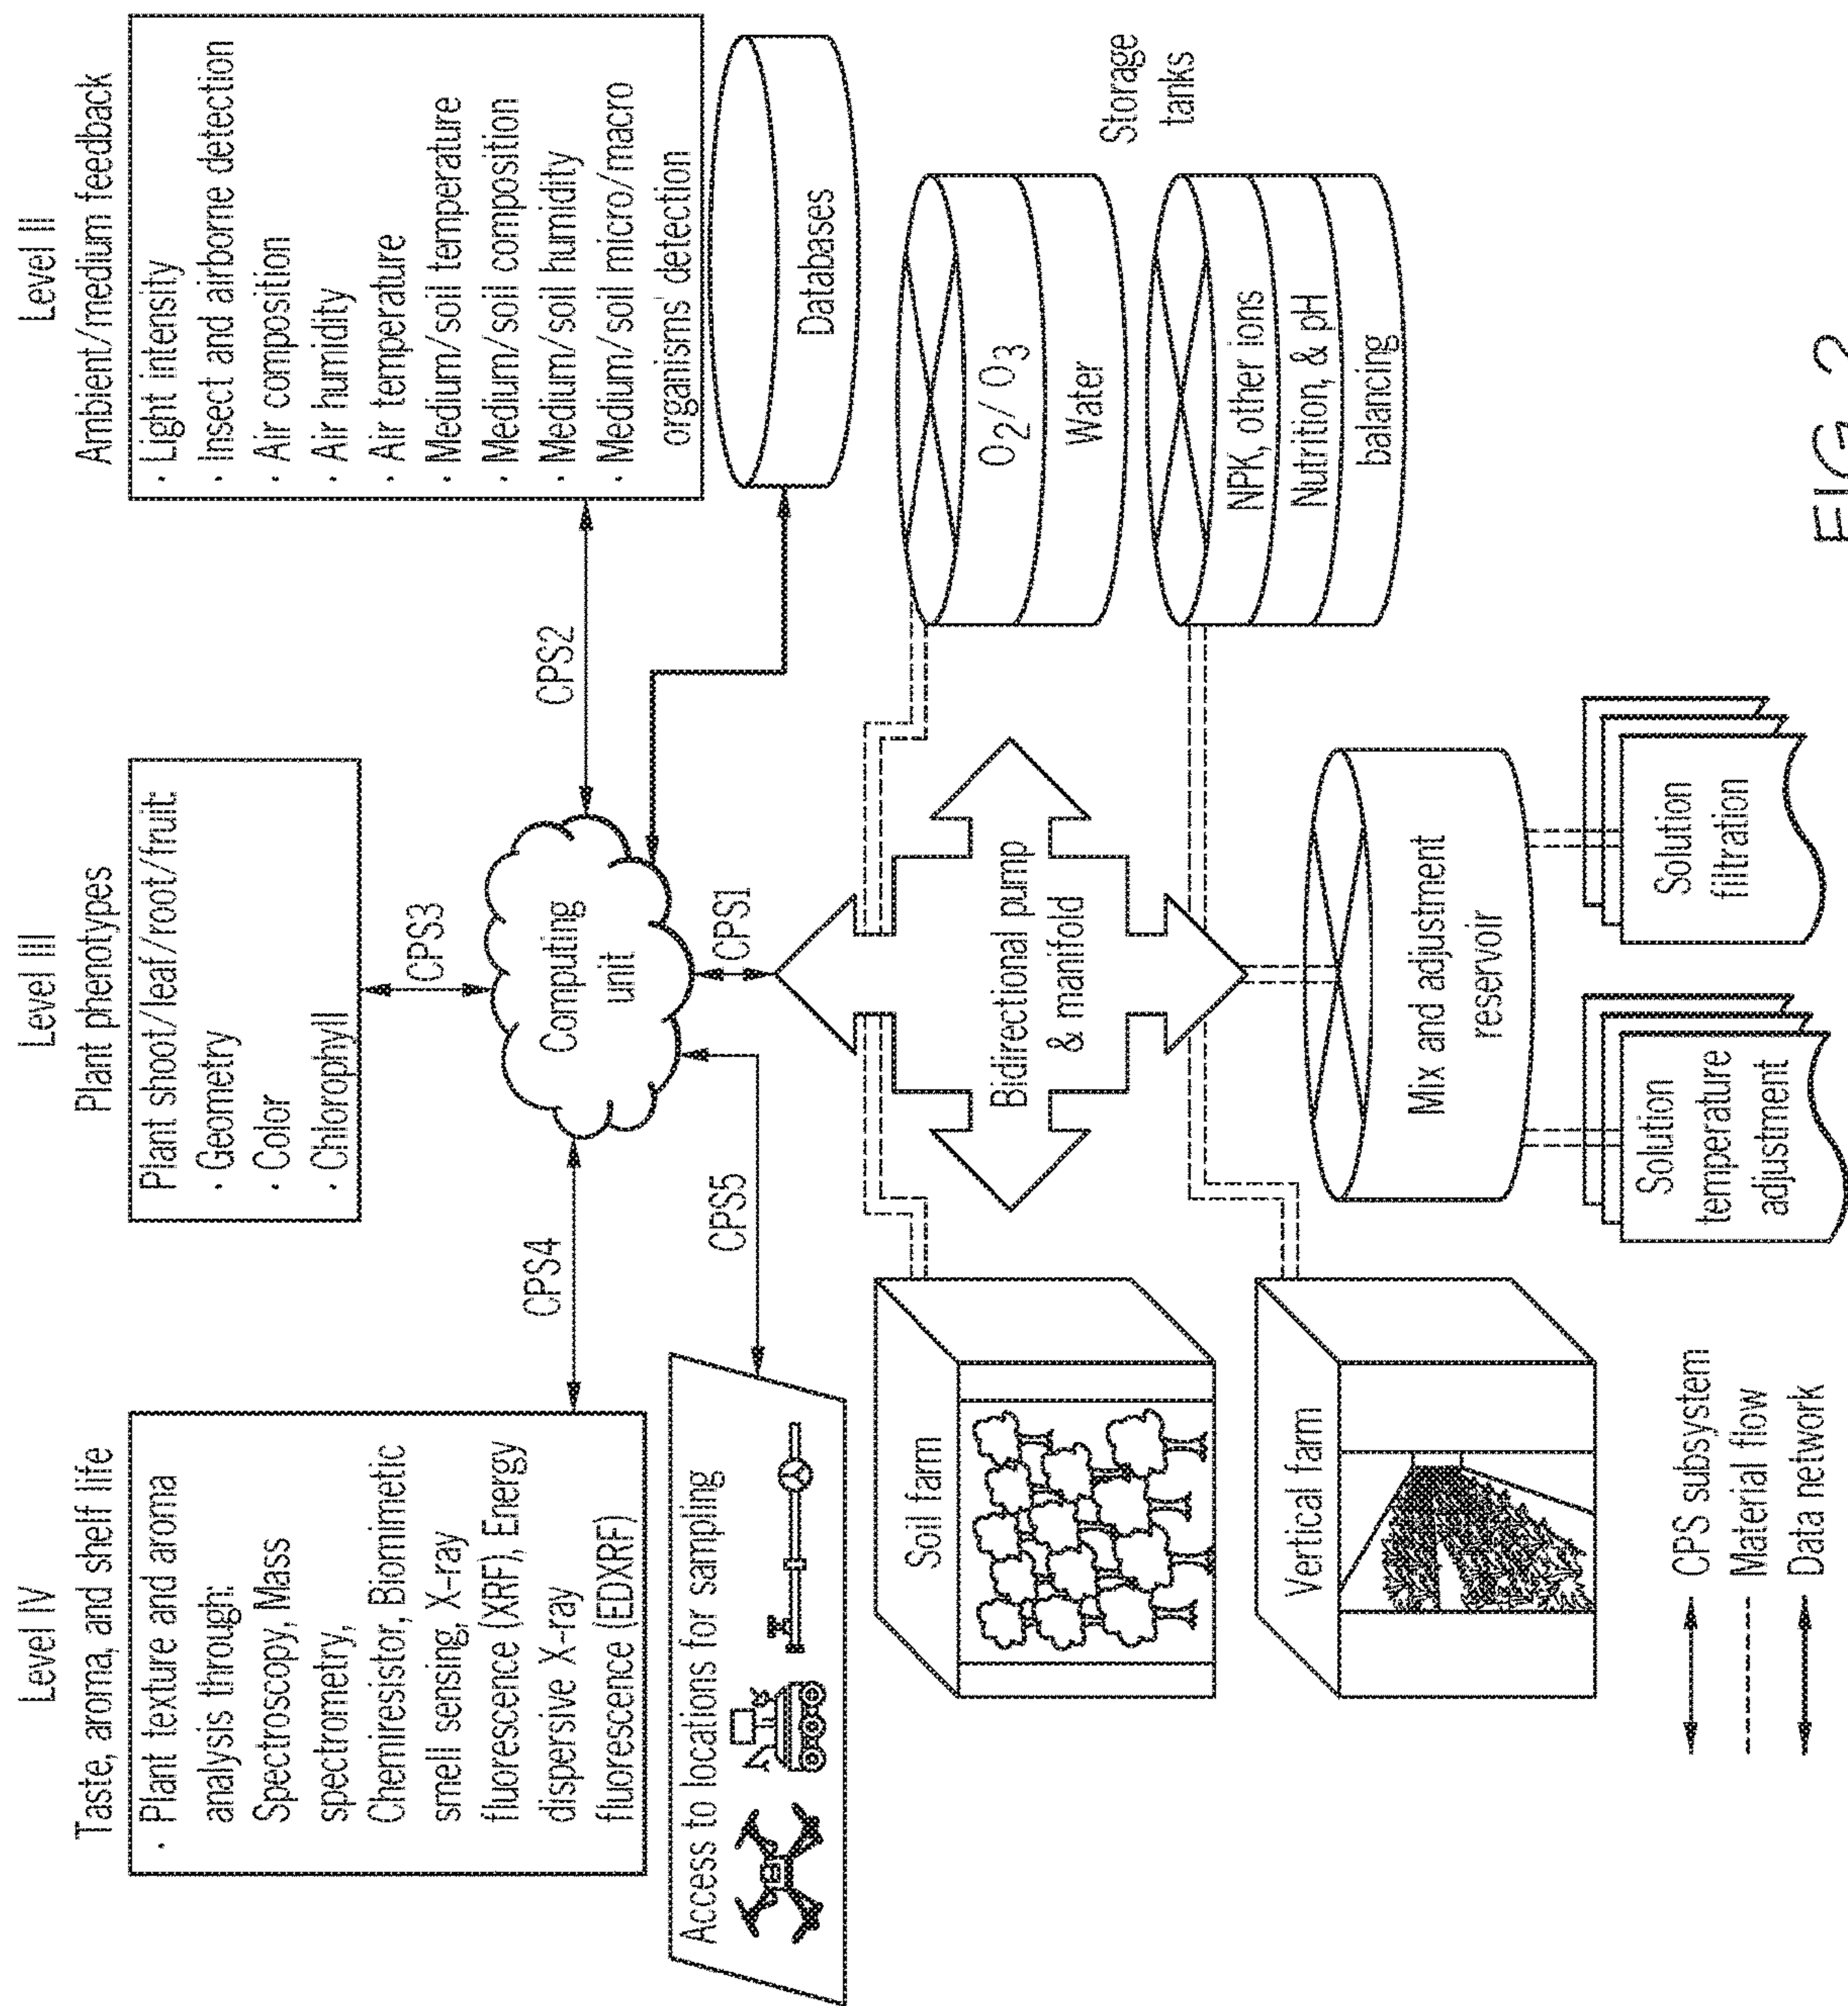 Level IV
Taste, aroma, and shelf life
· Plant texture and aroma
analysis through:
Spectroscopy, Mass
spectrometry,
Chemiresistor, Biomimetic
smell sensing, X-ray
fluorescence (XRF), Energy
dispersive X-ray
fluorescence (EDXRF)
Level III
Plant phenotypes
Plant shoot/leaf/root/fruit:
· Geometry
· Color
· Chlorophyll
Level II
Ambient/medium feedback
· Light intensity
· Insect and airborne detection
· Air composition
· Air humidity
· Air temperature
· Medium/soil temperature
· Medium/soil composition
· Medium/soil humidity
· Medium/soil micro/macro
organisms' detection
CPS4
CPS3
CPS2
Computing
unit
CPS5
CPS1
Access to locations for sampling
Databases
Soil farm
Bidirectional pump
& manifold
O2/ O3
Water
Storage
tanks
Vertical farm
NPK, other ions
Nutrition, & pH
balancing
Mix and adjustment
reservoir
Solution
temperature
adjustment
Solution
filtration
CPS subsystem
Material flow
Data network
FIG. 2